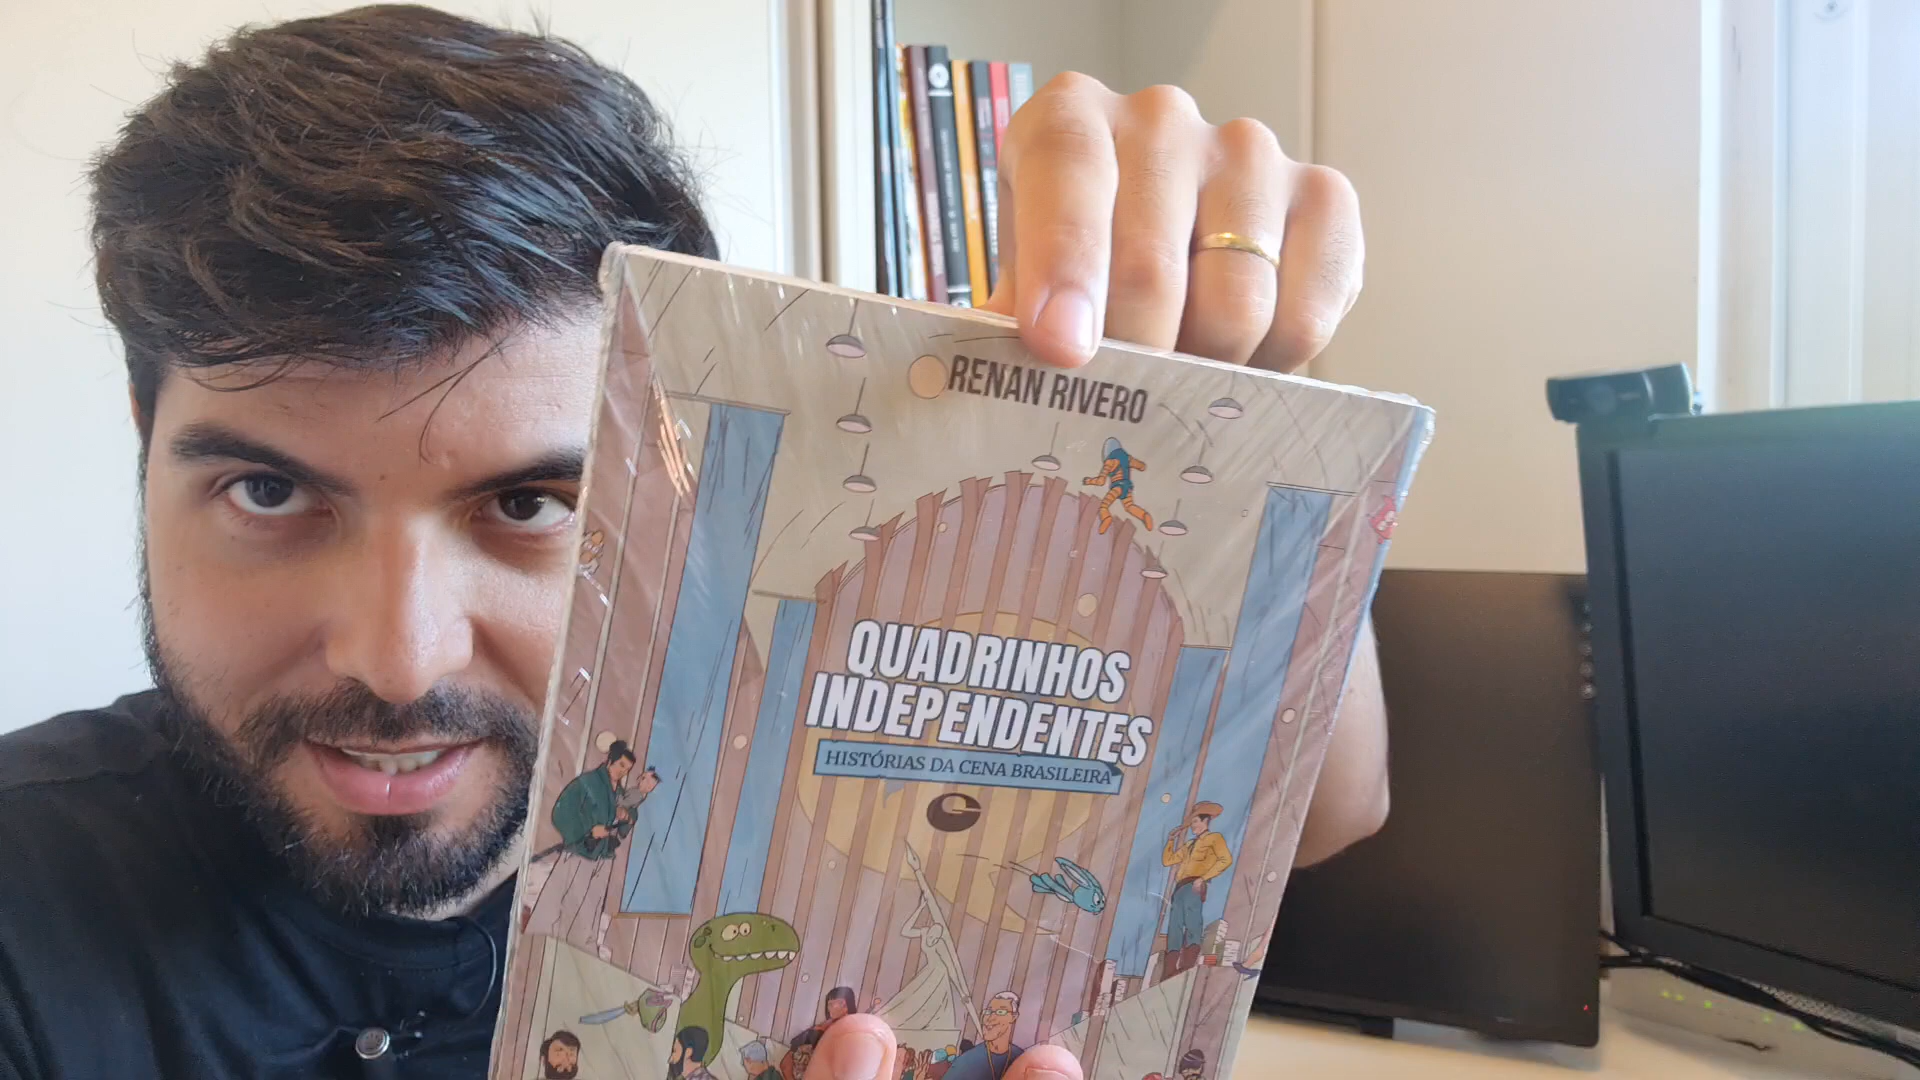 RENAN RIVERO
QUADRINHOS
INDEPENDENTES
HISTÓRIAS DA CENA BRASILEIRA